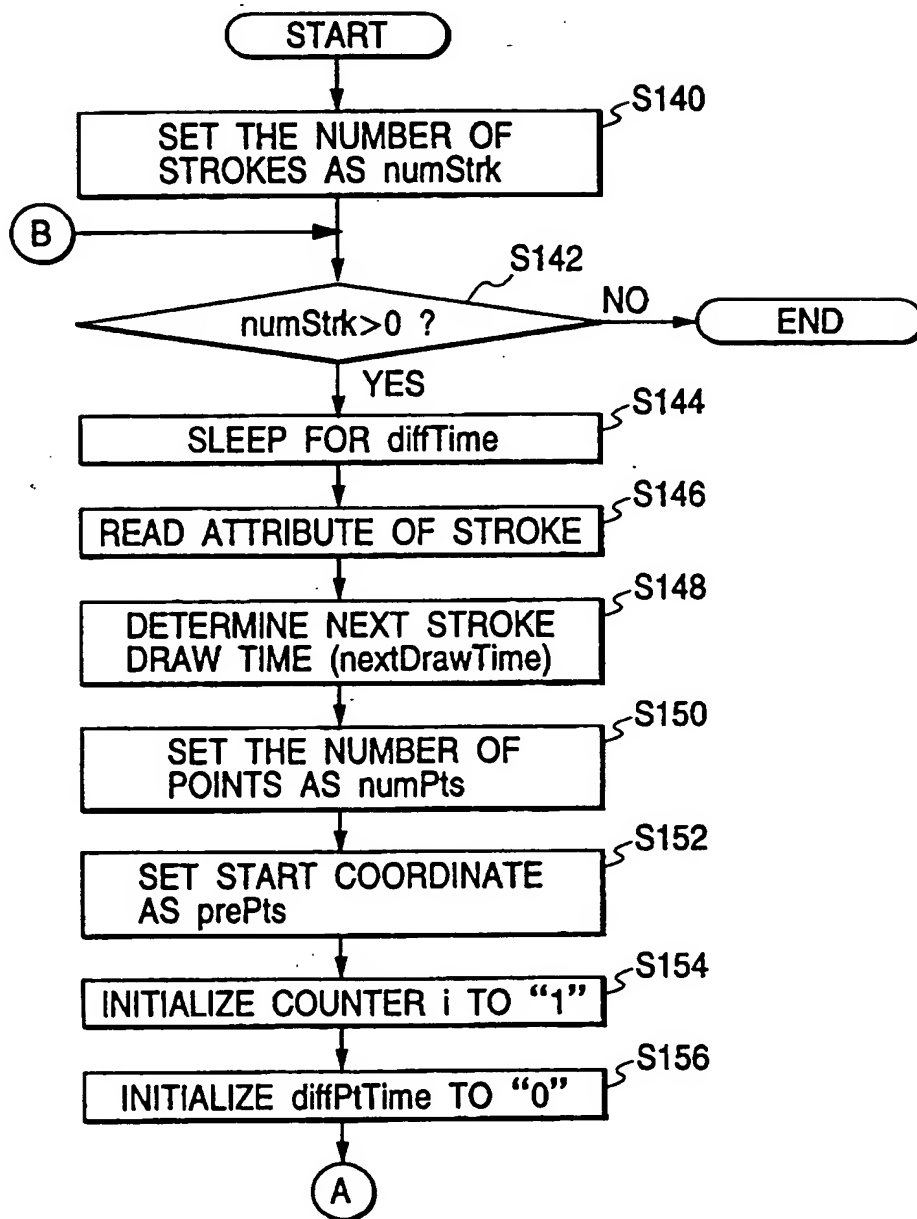 START
S140
SET THE NUMBER OF
STROKES AS numStrk
B
S142
numStrk>0 ?
NO
END
YES
S144
SLEEP FOR diffTime
S146
READ ATTRIBUTE OF STROKE
S148
DETERMINE NEXT STROKE
DRAW TIME (nextDrawTime)
S150
SET THE NUMBER OF
POINTS AS numPts
S152
SET START COORDINATE
AS prePts
S154
INITIALIZE COUNTER i TO “1”
S156
INITIALIZE diffPtTime TO “0”
A